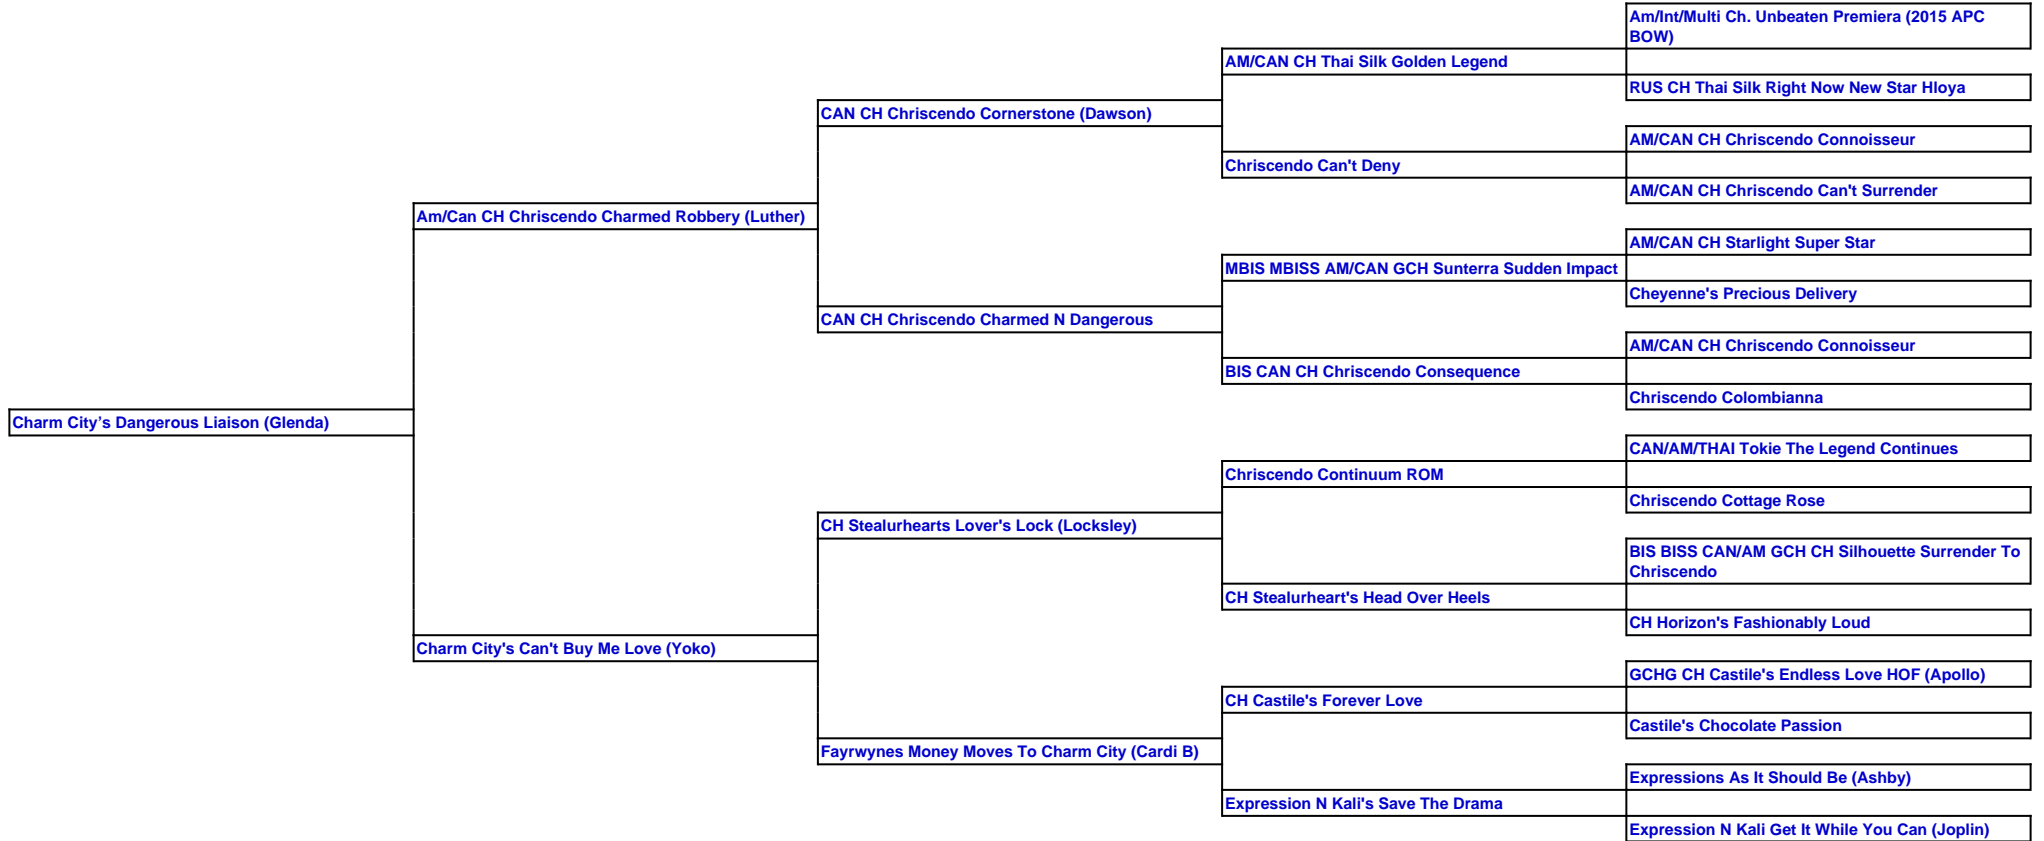 Am/Int/Multi Ch. Unbeaten Premiera (2015 APC
BOW)
AM/CAN CH Thai Silk Golden Legend
RUS CH Thai Silk Right Now New Star Hloya
CAN CH Chriscendo Cornerstone (Dawson)
AM/CAN CH Chriscendo Connoisseur
Chriscendo Can't Deny
AM/CAN CH Chriscendo Can't Surrender
Am/Can CH Chriscendo Charmed Robbery (Luther)
AM/CAN CH Starlight Super Star
MBIS MBISS AM/CAN GCH Sunterra Sudden Impact
Cheyenne's Precious Delivery
CAN CH Chriscendo Charmed N Dangerous
AM/CAN CH Chriscendo Connoisseur
BIS CAN CH Chriscendo Consequence
Chriscendo Colombianna
Charm City’s Dangerous Liaison (Glenda)
CAN/AM/THAI Tokie The Legend Continues
Chriscendo Continuum ROM
Chriscendo Cottage Rose
CH Stealurhearts Lover's Lock (Locksley)
BIS BISS CAN/AM GCH CH Silhouette Surrender To
Chriscendo
CH Stealurheart's Head Over Heels
CH Horizon's Fashionably Loud
Charm City's Can't Buy Me Love (Yoko)
GCHG CH Castile's Endless Love HOF (Apollo)
CH Castile's Forever Love
Castile's Chocolate Passion
Fayrwynes Money Moves To Charm City (Cardi B)
Expressions As It Should Be (Ashby)
Expression N Kali's Save The Drama
Expression N Kali Get It While You Can (Joplin)